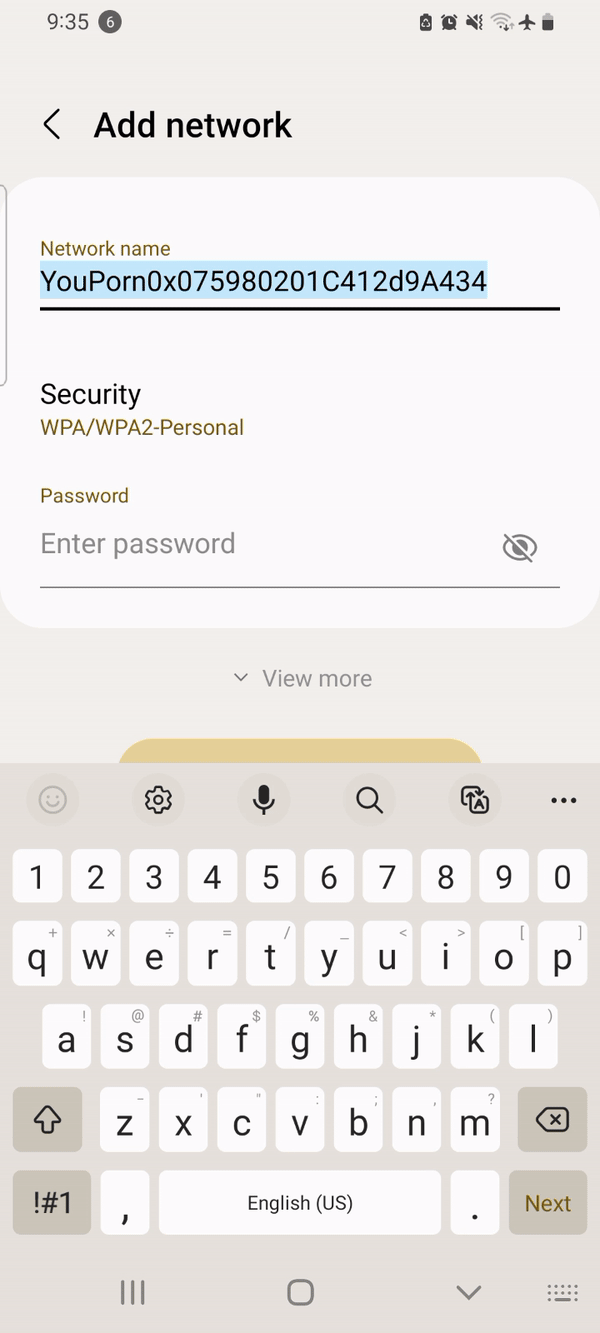 9:35 6
Add network
Network name
YouPorn0x075980201C412d9A434
Security
WPA/WPA2-Personal
Password
Enter password
View more
1 2 3 4 5 6 7 8 9 0
+ × ÷ = / _ < > [ ]
q w e r t y u i o p
! @ # $ % & * ( )
a s d f g h j k l
- ' " : ; , ?
z x c v b n m
!#1 , English (US) . Next